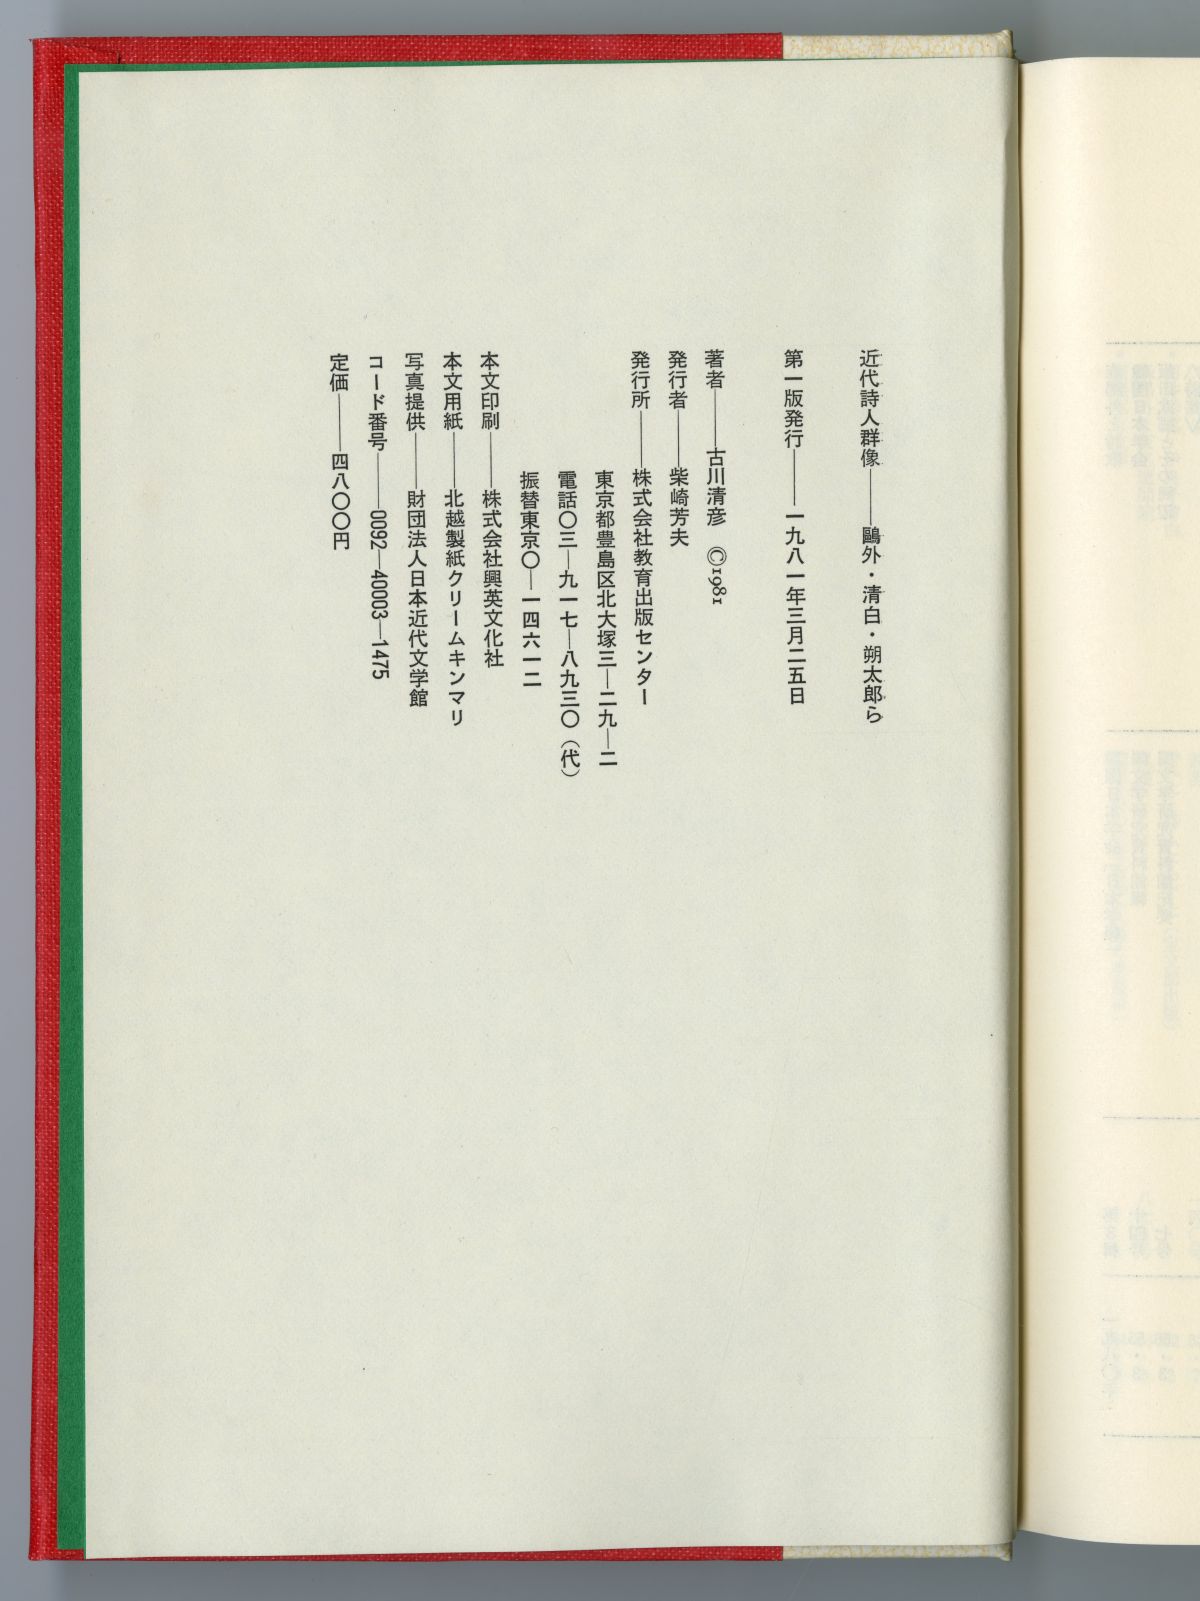 近代詩人群像――鷗外・清白・朔太郎ら
第一版発行――一九八一年三月二五日
著者――古川清彦 ©1981
発行者――柴崎芳夫
発行所――株式会社教育出版センター
東京都豊島区北大塚三―二九―二
電話〇三―九一七―八九三〇（代）
振替東京〇―一四六一二
本文印刷――株式会社興英文化社
本文用紙――北越製紙クリームキンマリ
写真提供――財団法人日本近代文学館
コード番号――0092―40003―1475
定価――四八〇〇円